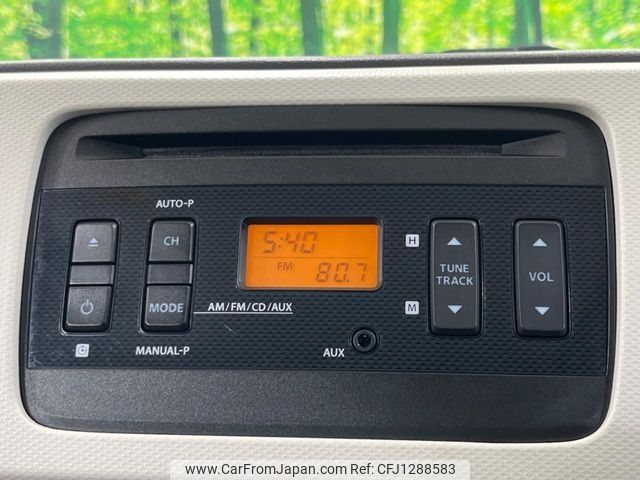 AUTO-P
CH
5:40
FM 80.7
H
TUNE
TRACK
VOL
MODE
AM/FM/CD/AUX
M
MANUAL-P
AUX
www.CarFromJapan.com | REF No. CFJ1288583